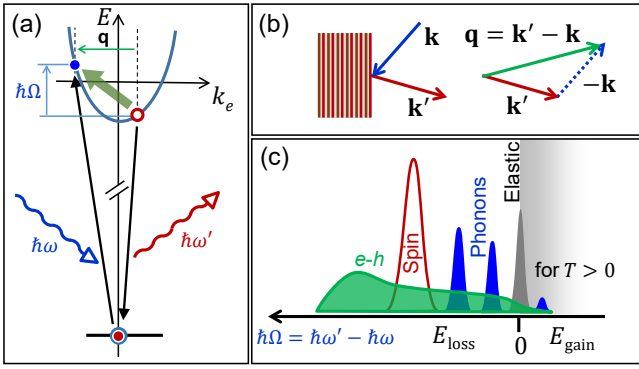 (a)
E
q
ħΩ
k_e
ħω
ħω′
(b)
k
k′
q = k′ − k
k′
−k
(c)
e-h
Spin
Phonons
Elastic
for T > 0
ħΩ = ħω′ − ħω
E_loss
0
E_gain